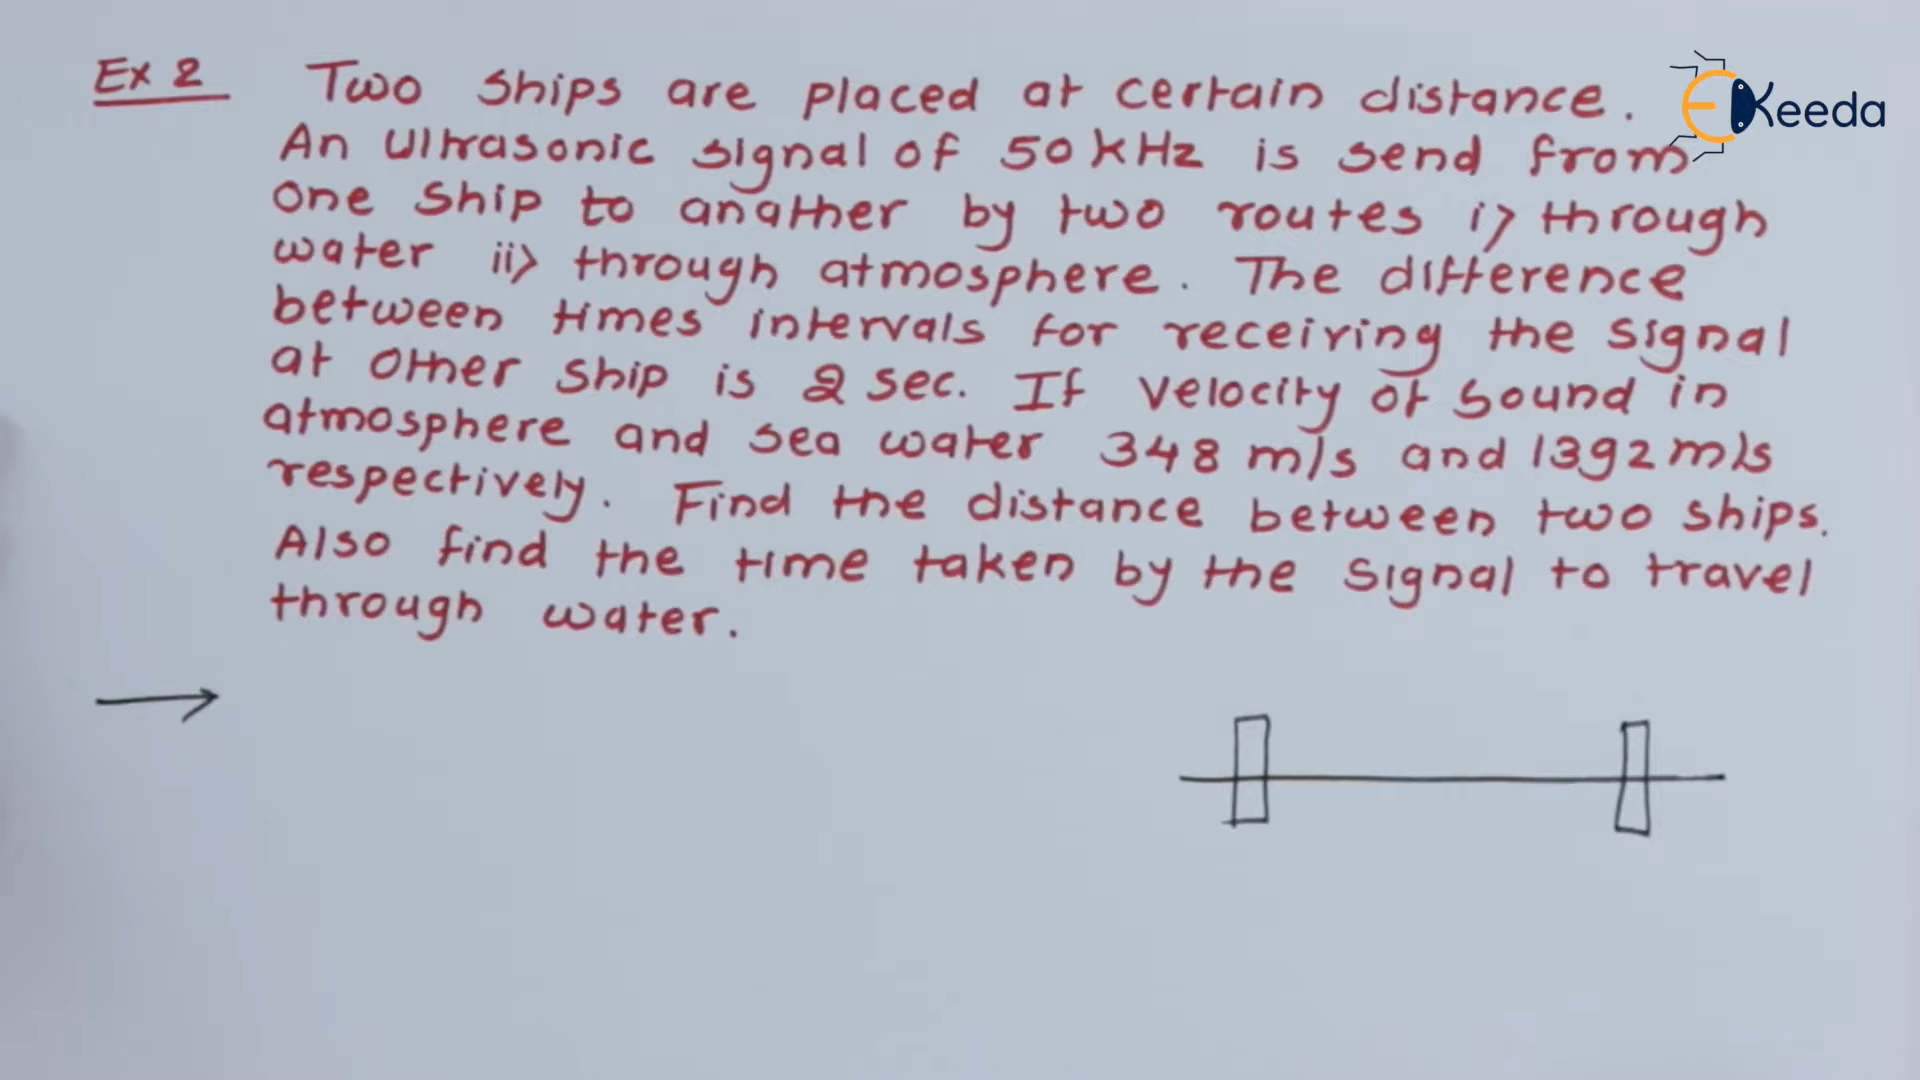 Ex 2 Two Ships are placed at certain distance.
An Ultrasonic signal of 50 kHz is send from
one ship to anather by two routes i> through
water ii> through atmosphere. The difference
between times intervals for receiving the signal
at other ship is 2 sec. If velocity of sound in
atmosphere and sea water 348 m/s and 1392 m/s
respectively. Find the distance between two ships.
Also find the time taken by the signal to travel
through water.
EKeeda